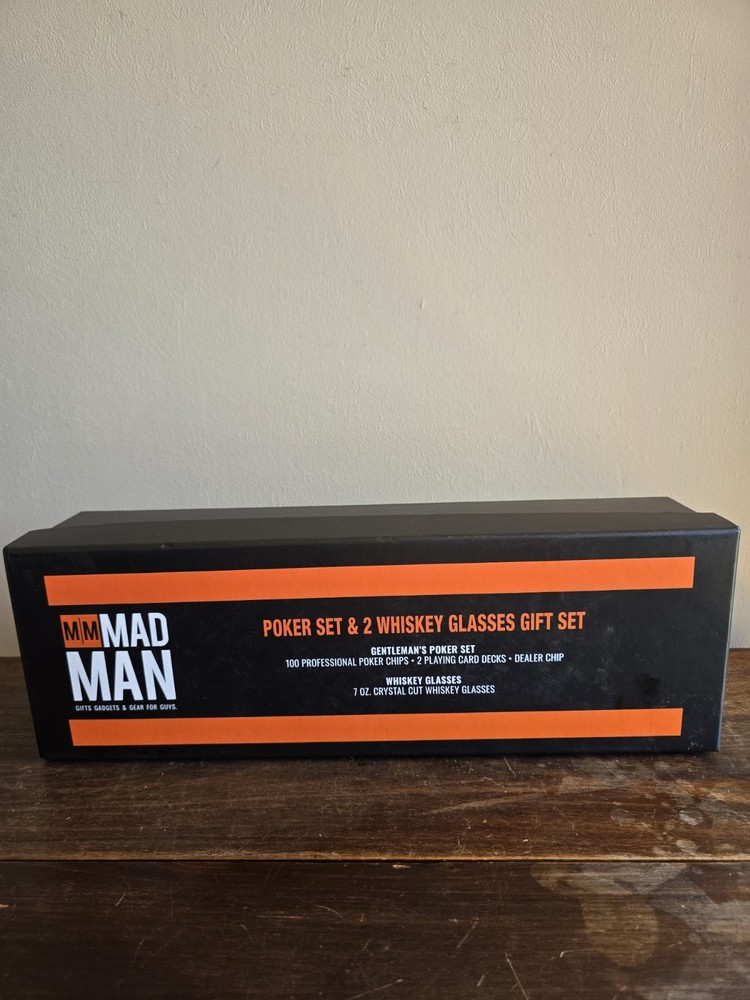 M|M MAD
MAN
GIFTS GADGETS & GEAR FOR GUYS.
POKER SET & 2 WHISKEY GLASSES GIFT SET
GENTLEMAN'S POKER SET
100 PROFESSIONAL POKER CHIPS • 2 PLAYING CARD DECKS • DEALER CHIP
WHISKEY GLASSES
7 OZ. CRYSTAL CUT WHISKEY GLASSES